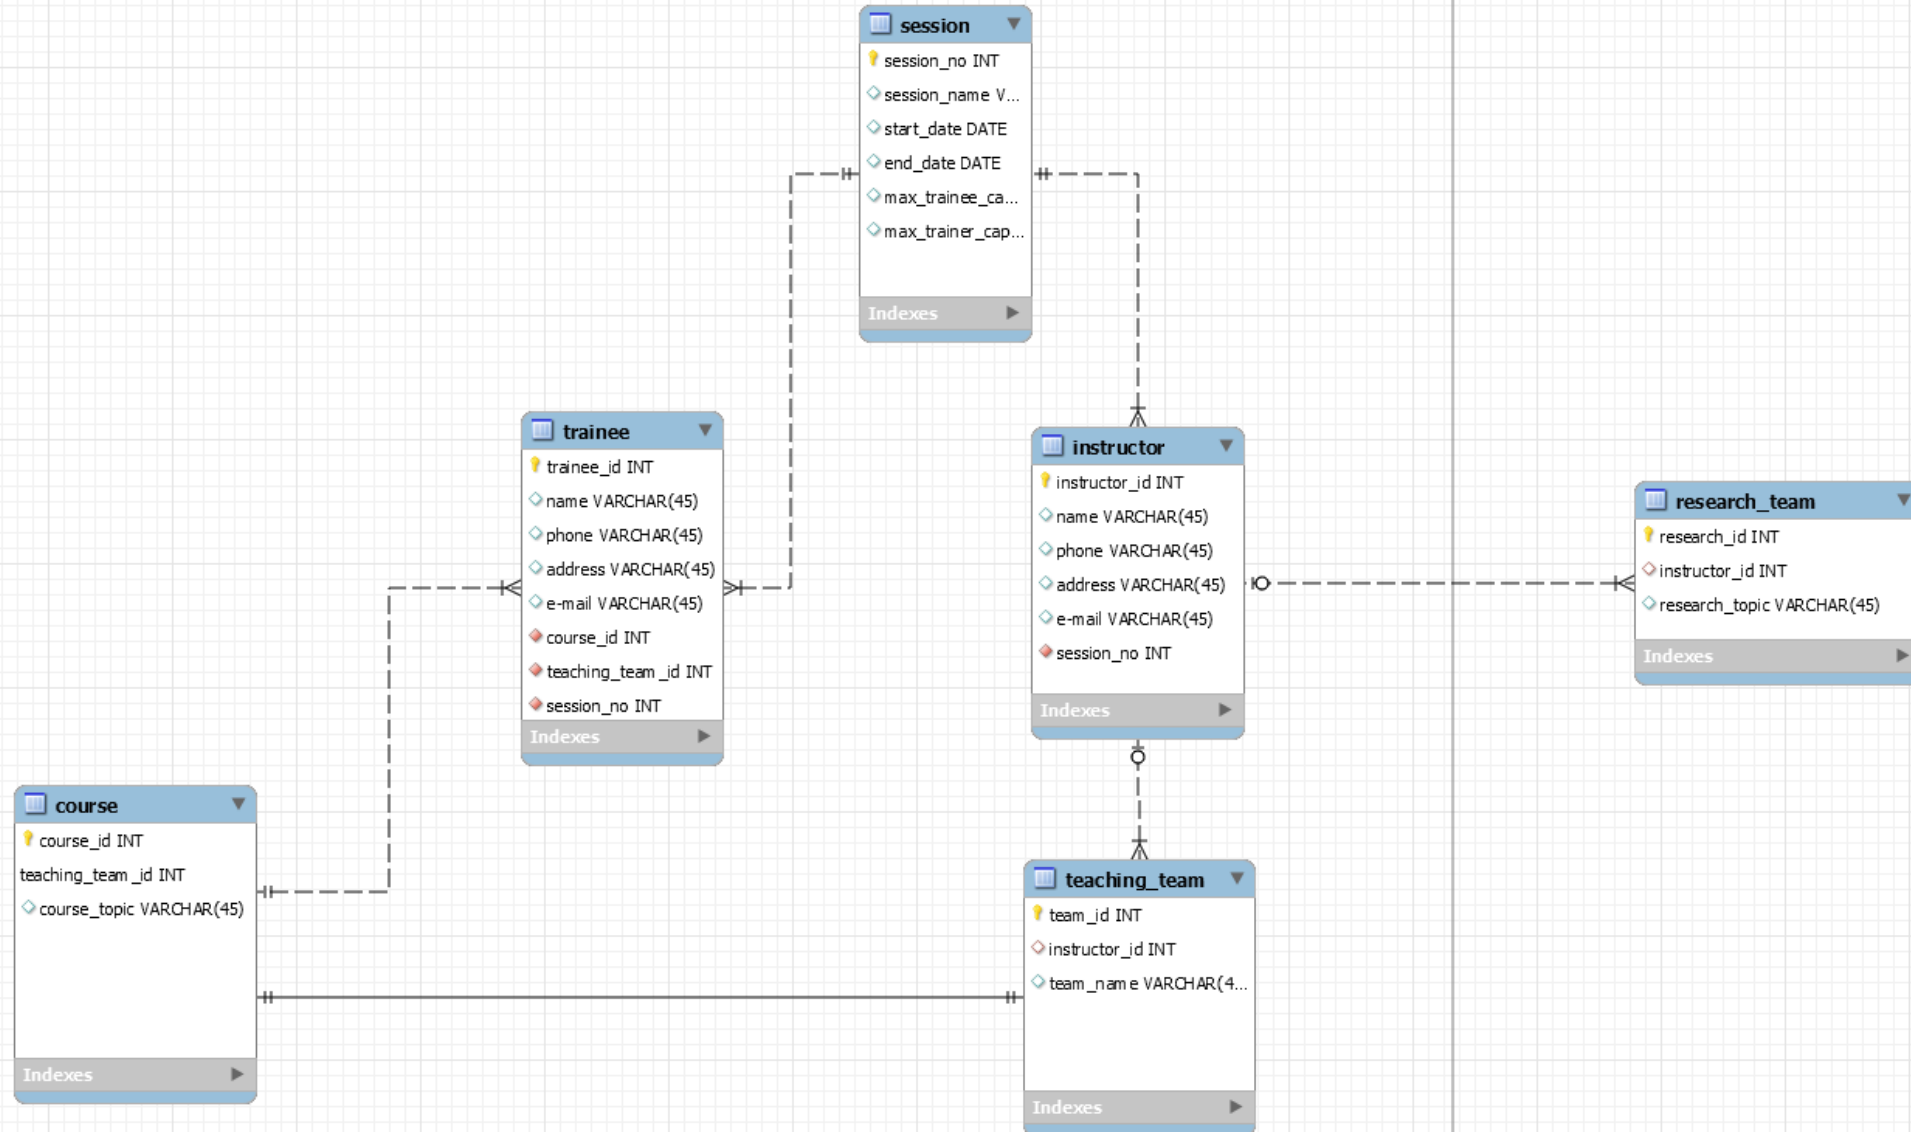 session
session_no INT
session_name V...
start_date DATE
end_date DATE
max_trainee_ca...
max_trainer_cap...
Indexes
trainee
trainee_id INT
name VARCHAR(45)
phone VARCHAR(45)
address VARCHAR(45)
e-mail VARCHAR(45)
course_id INT
teaching_team_id INT
session_no INT
Indexes
instructor
instructor_id INT
name VARCHAR(45)
phone VARCHAR(45)
address VARCHAR(45)
e-mail VARCHAR(45)
session_no INT
Indexes
research_team
research_id INT
instructor_id INT
research_topic VARCHAR(45)
Indexes
course
course_id INT
teaching_team_id INT
course_topic VARCHAR(45)
Indexes
teaching_team
team_id INT
instructor_id INT
team_name VARCHAR(4...
Indexes